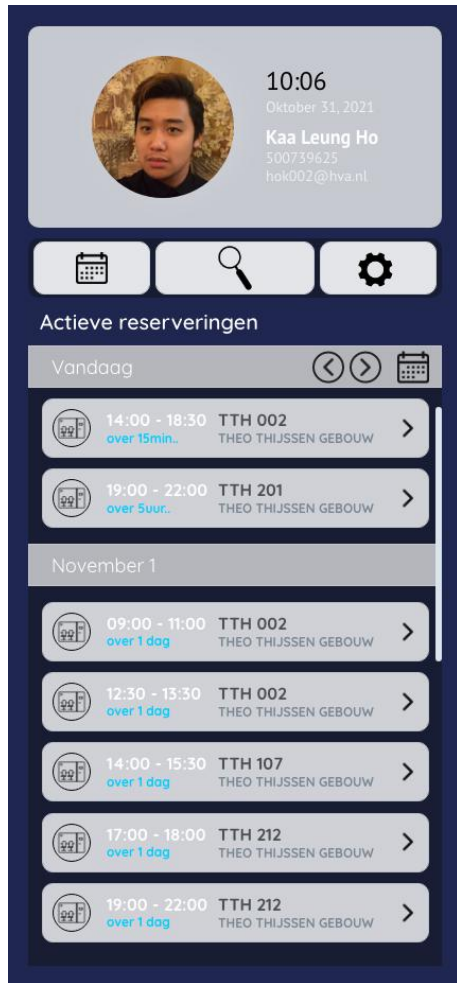 10:06
Oktober 31, 2021
Kaa Leung Ho
500739625
hok002@hva.nl
Actieve reserveringen
Vandaag
14:00 - 18:30 TTH 002
over 15min.. THEO THIJSSEN GEBOUW
19:00 - 22:00 TTH 201
over 5uur.. THEO THIJSSEN GEBOUW
November 1
09:00 - 11:00 TTH 002
over 1 dag THEO THIJSSEN GEBOUW
12:30 - 13:30 TTH 002
over 1 dag THEO THIJSSEN GEBOUW
14:00 - 15:30 TTH 107
over 1 dag THEO THIJSSEN GEBOUW
17:00 - 18:00 TTH 212
over 1 dag THEO THIJSSEN GEBOUW
19:00 - 22:00 TTH 212
over 1 dag THEO THIJSSEN GEBOUW